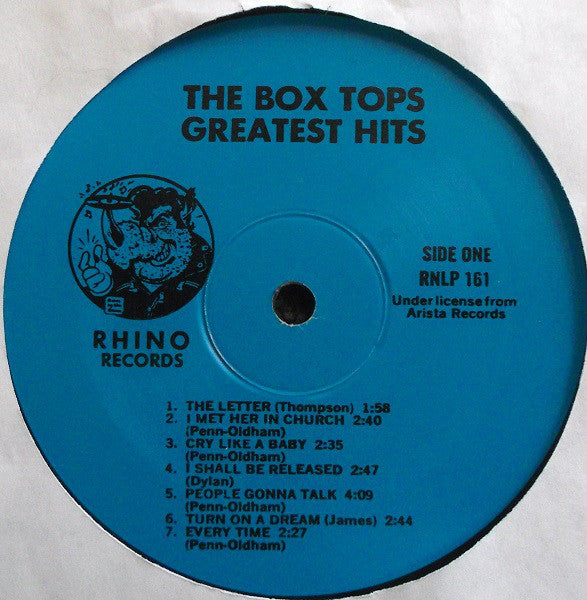 THE BOX TOPS
GREATEST HITS
SIDE ONE
RNLP 161
Under license from
Arista Records
RHINO
RECORDS
1. THE LETTER (Thompson) 1:58
2. I MET HER IN CHURCH 2:40
(Penn-Oldham)
3. CRY LIKE A BABY 2:35
(Penn-Oldham)
4. I SHALL BE RELEASED 2:47
(Dylan)
5. PEOPLE GONNA TALK 4:09
(Penn-Oldham)
6. TURN ON A DREAM (James) 2:44
7. EVERY TIME 2:27
(Penn-Oldham)